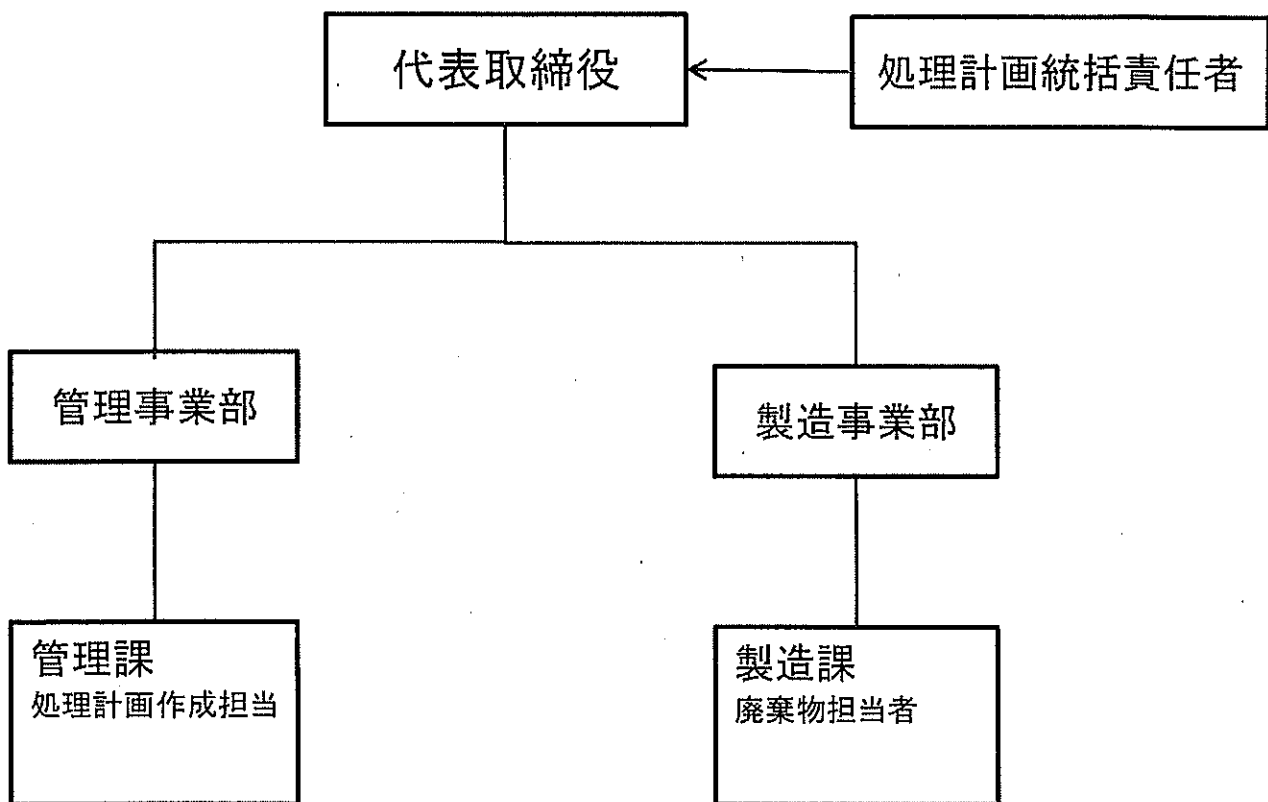 代表取締役
処理計画統括責任者
管理事業部
製造事業部
管理課
処理計画作成担当
製造課
廃棄物担当者